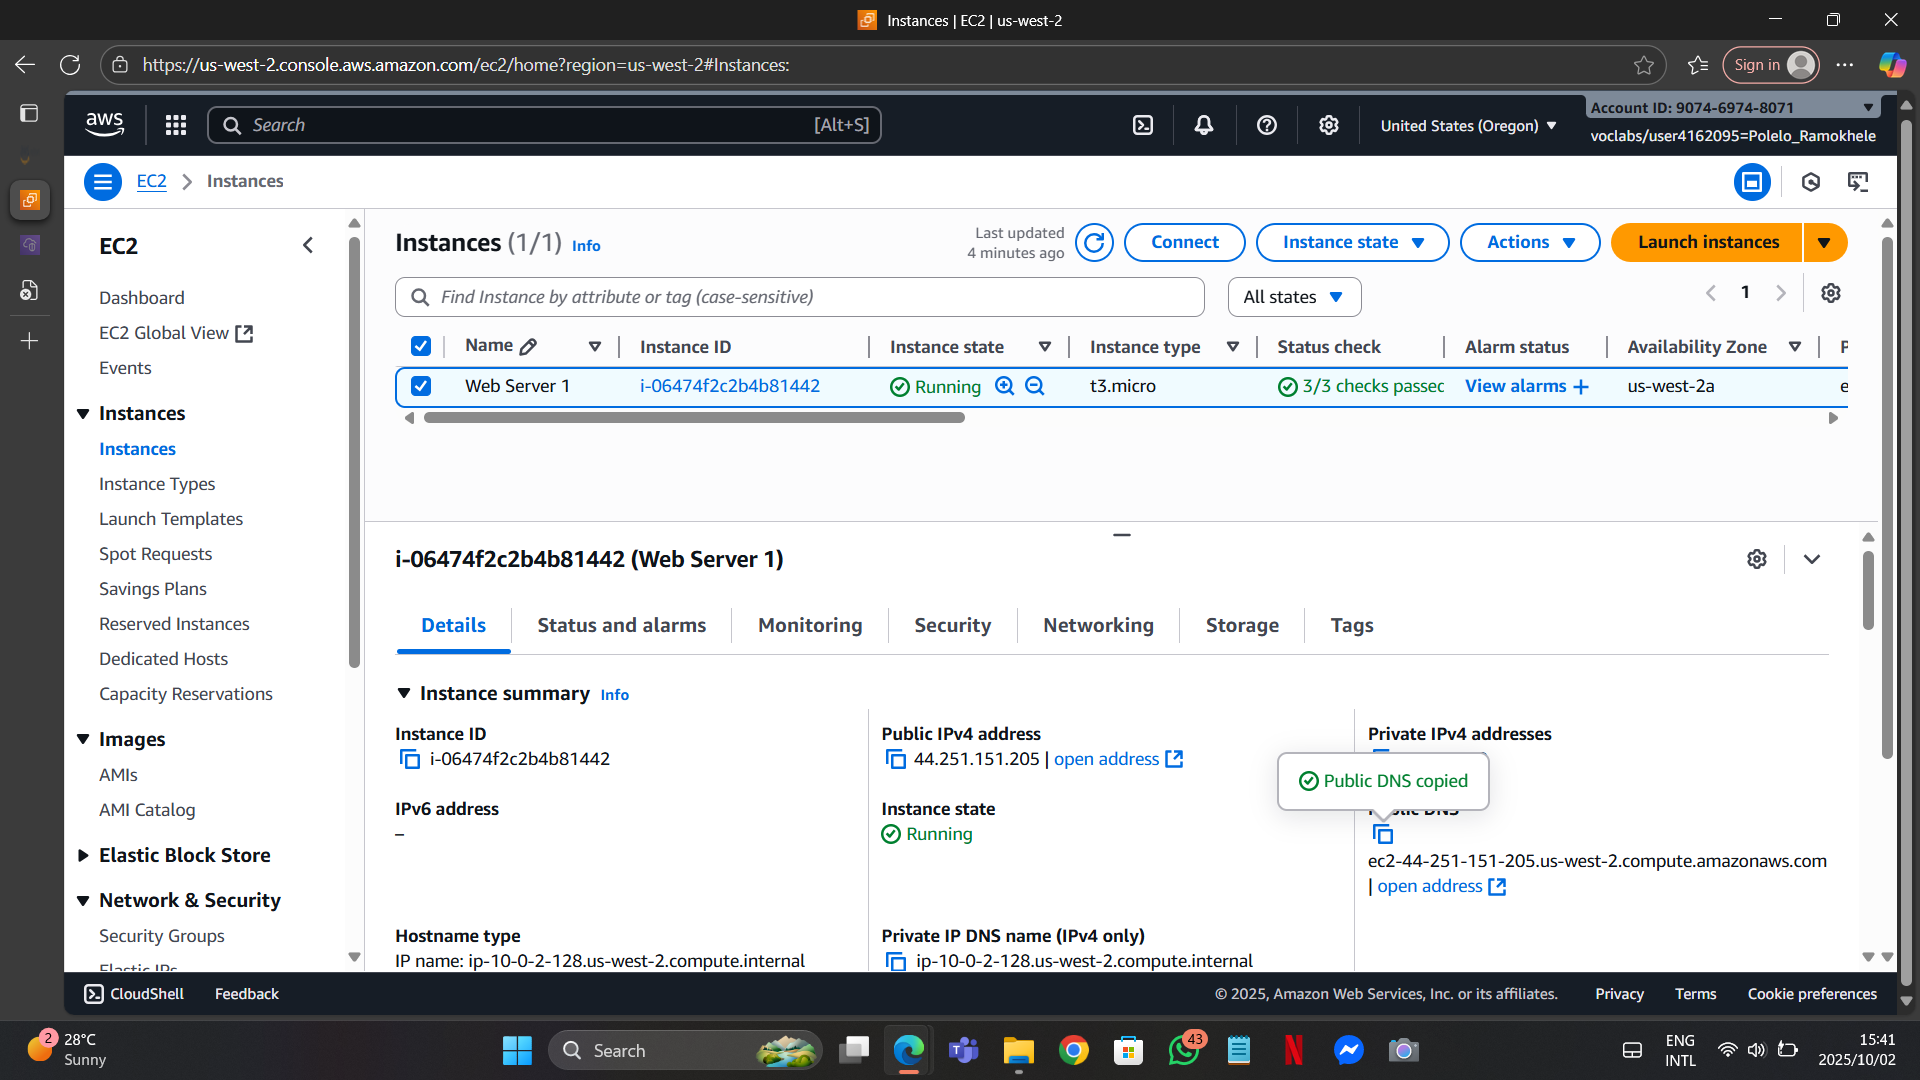 Instances | EC2 | us-west-2
https://us-west-2.console.aws.amazon.com/ec2/home?region=us-west-2#Instances:
Sign in
aws
Search
[Alt+S]
United States (Oregon)
Account ID: 9074-6974-8071
voclabs/user4162095=Polelo_Ramokhele
EC2
Instances
EC2
Dashboard
EC2 Global View
Events
Instances
Instances
Instance Types
Launch Templates
Spot Requests
Savings Plans
Reserved Instances
Dedicated Hosts
Capacity Reservations
Images
AMIs
AMI Catalog
Elastic Block Store
Network & Security
Security Groups
Elastic IPs
Instances (1/1) Info
Last updated
4 minutes ago
Connect
Instance state
Actions
Launch instances
Find Instance by attribute or tag (case-sensitive)
All states
1
Name
Instance ID
Instance state
Instance type
Status check
Alarm status
Availability Zone
Web Server 1
i-06474f2c2b4b81442
Running
t3.micro
3/3 checks passec
View alarms +
us-west-2a
i-06474f2c2b4b81442 (Web Server 1)
Details
Status and alarms
Monitoring
Security
Networking
Storage
Tags
Instance summary Info
Instance ID
i-06474f2c2b4b81442
Public IPv4 address
44.251.151.205 | open address
Private IPv4 addresses
Public DNS copied
IPv6 address
–
Instance state
Running
Public DNS
ec2-44-251-151-205.us-west-2.compute.amazonaws.com
| open address
Hostname type
IP name: ip-10-0-2-128.us-west-2.compute.internal
Private IP DNS name (IPv4 only)
ip-10-0-2-128.us-west-2.compute.internal
CloudShell
Feedback
© 2025, Amazon Web Services, Inc. or its affiliates.
Privacy
Terms
Cookie preferences
2
28°C
Sunny
Search
43
ENG
INTL
15:41
2025/10/02